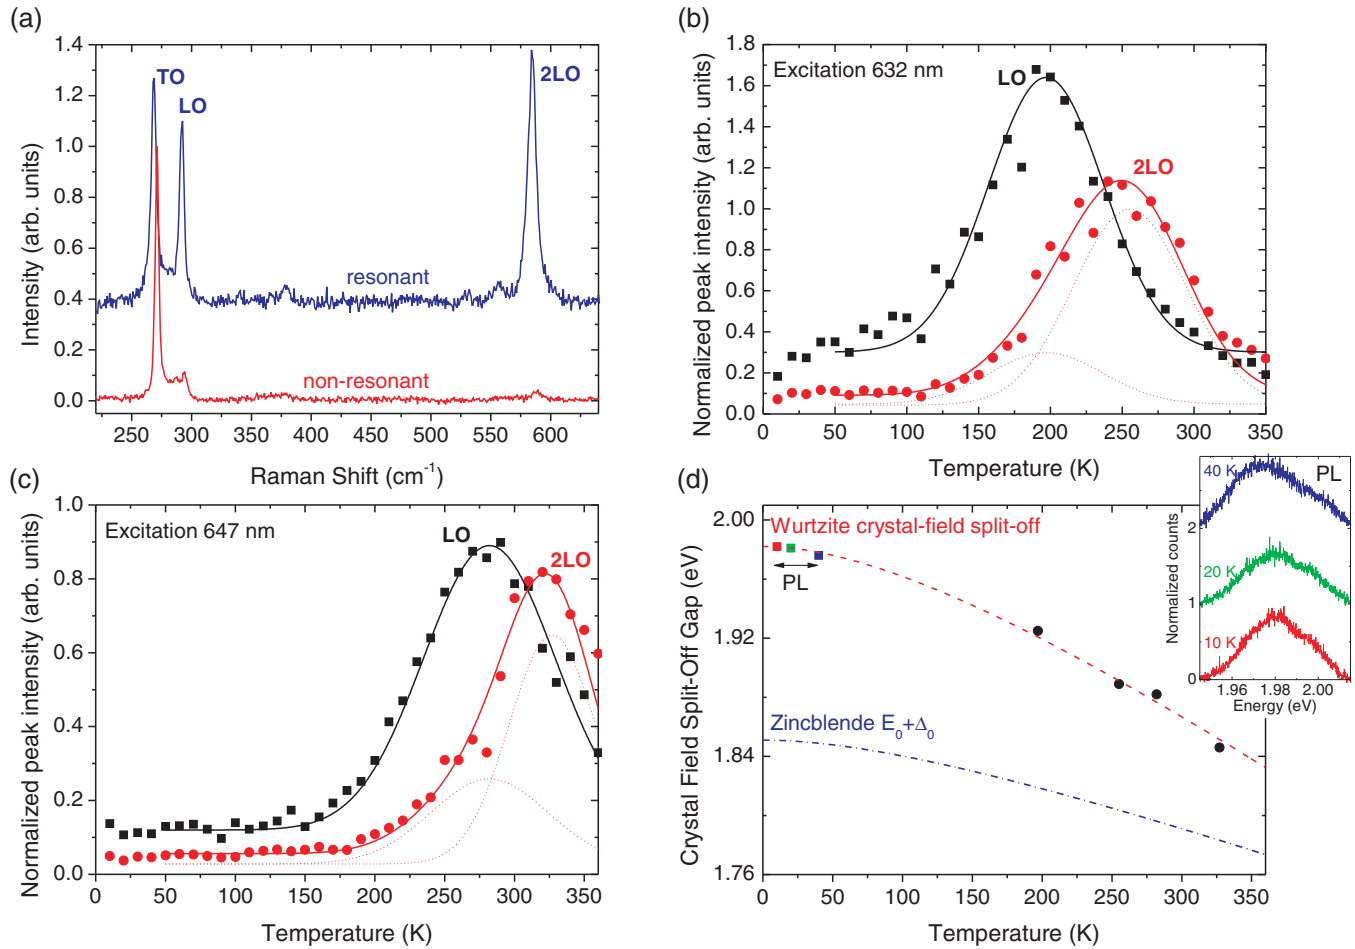 (a)
1.4
1.2
1.0
0.8
0.6
0.4
0.2
0.0
Intensity (arb. units)
TO
LO
2LO
resonant
non-resonant
250 300 350 400 450 500 550 600
Raman Shift (cm⁻¹)
(b)
1.8
1.6
1.4
1.2
1.0
0.8
0.6
0.4
0.2
0.0
Normalized peak intensity (arb. units)
Excitation 632 nm
LO
2LO
0 50 100 150 200 250 300 350
Temperature (K)
(c)
1.0
0.8
0.6
0.4
0.2
0.0
Normalized peak intensity (arb. units)
Excitation 647 nm
LO
2LO
0 50 100 150 200 250 300 350
Temperature (K)
(d)
2.00
1.92
1.84
1.76
Crystal Field Split-Off Gap (eV)
Wurtzite crystal-field split-off
PL
Zincblende E₀+Δ₀
0 50 100 150 200 250 300 350
Temperature (K)
40 K
PL
20 K
10 K
2
1
0
Normalized counts
1.96 1.98 2.00
Energy (eV)